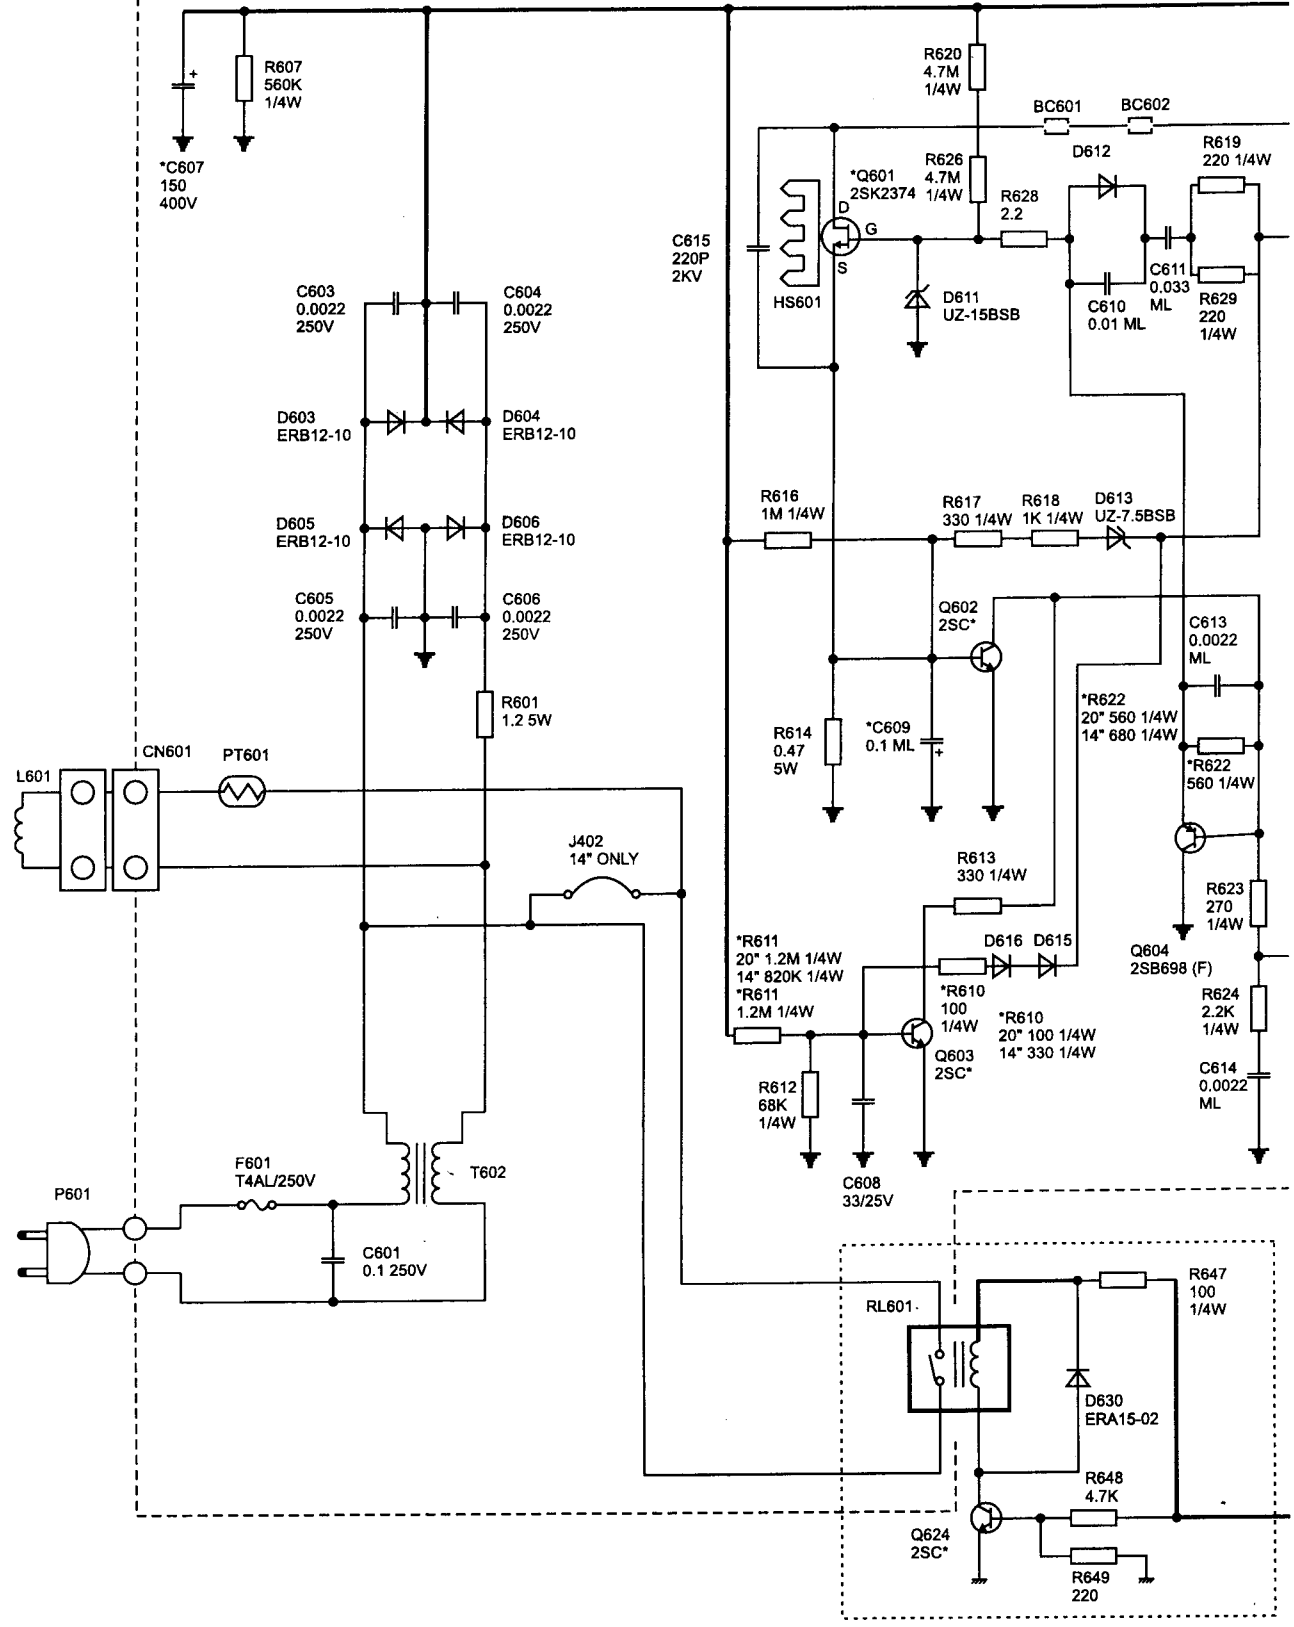 +
R607
560K
1/4W
*C607
150
400V
R620
4.7M
1/4W
BC601
BC602
R626
4.7M
1/4W
*Q601
2SK2374
D612
R619
220 1/4W
R628
2.2
D
G
S
C615
220P
2KV
HS601
D611
UZ-15BSB
C610
0.01 ML
C611
0.033
ML
R629
220
1/4W
C603
0.0022
250V
C604
0.0022
250V
D603
ERB12-10
D604
ERB12-10
D605
ERB12-10
D606
ERB12-10
C605
0.0022
250V
C606
0.0022
250V
R601
1.2 5W
R616
1M 1/4W
R617
330 1/4W
R618
1K 1/4W
D613
UZ-7.5BSB
Q602
2SC*
C613
0.0022
ML
R614
0.47
5W
*C609
0.1 ML
+
*R622
20" 560 1/4W
14" 680 1/4W
*R622
560 1/4W
L601
CN601
PT601
J402
14" ONLY
R613
330 1/4W
R623
270
1/4W
*R611
20" 1.2M 1/4W
14" 820K 1/4W
*R611
1.2M 1/4W
D616
D615
Q604
2SB698 (F)
*R610
100
1/4W
*R610
20" 100 1/4W
14" 330 1/4W
R624
2.2K
1/4W
Q603
2SC*
R612
68K
1/4W
C614
0.0022
ML
C608
33/25V
F601
T4AL/250V
T602
P601
C601
0.1 250V
RL601
R647
100
1/4W
D630
ERA15-02
R648
4.7K
Q624
2SC*
R649
220